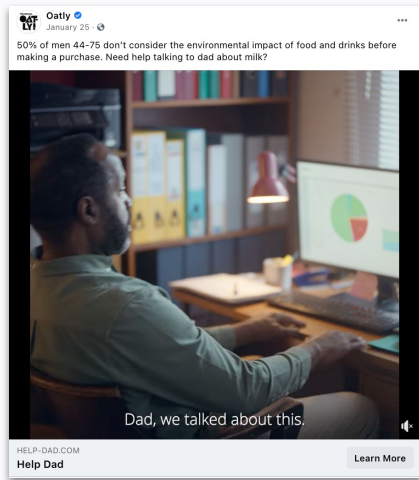 OAT-
LY!
Oatly
January 25 ·
50% of men 44-75 don't consider the environmental impact of food and drinks before
making a purchase. Need help talking to dad about milk?
Dad, we talked about this.
HELP-DAD.COM
Help Dad
Learn More